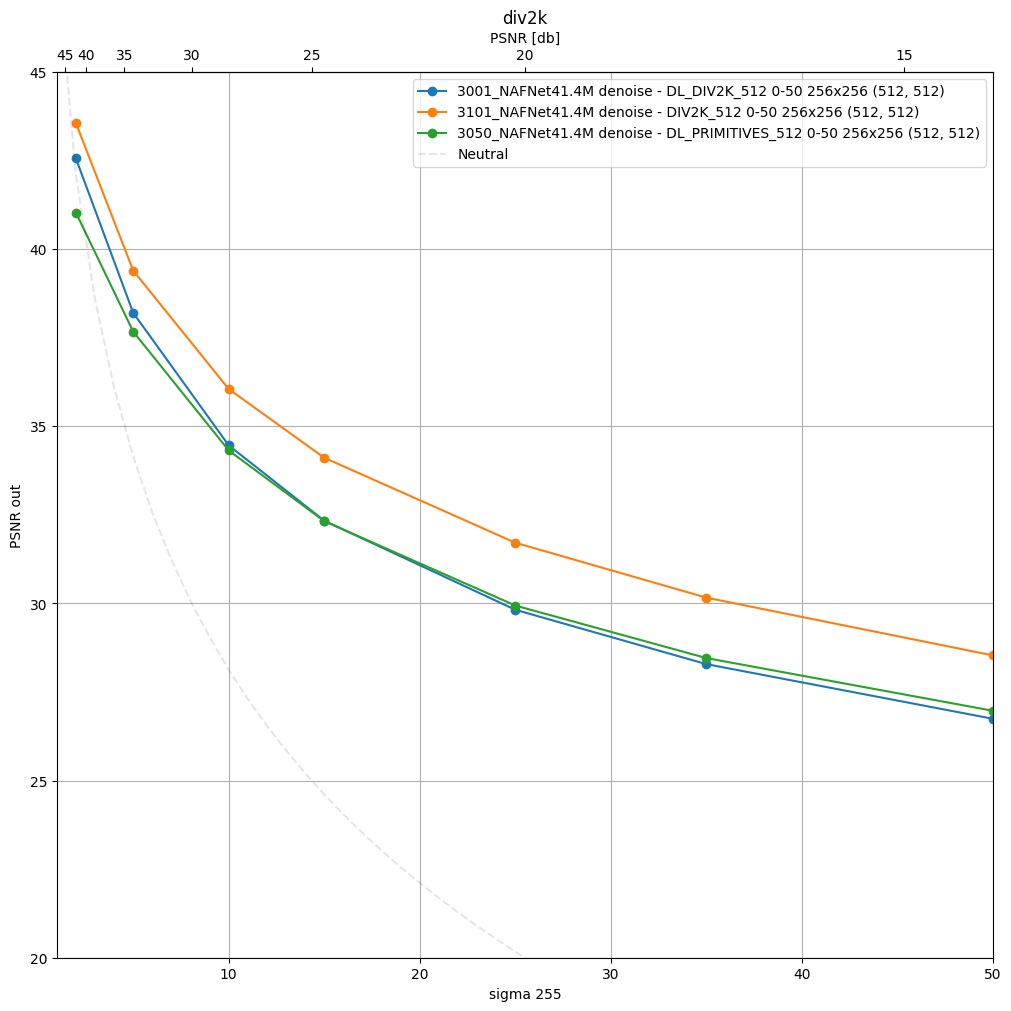 div2k
PSNR [db]
45 40 35 30 25 20 15
3001_NAFNet41.4M denoise - DL_DIV2K_512 0-50 256x256 (512, 512)
3101_NAFNet41.4M denoise - DIV2K_512 0-50 256x256 (512, 512)
3050_NAFNet41.4M denoise - DL_PRIMITIVES_512 0-50 256x256 (512, 512)
Neutral
45
40
35
30
25
20
PSNR out
10 20 30 40 50
sigma 255